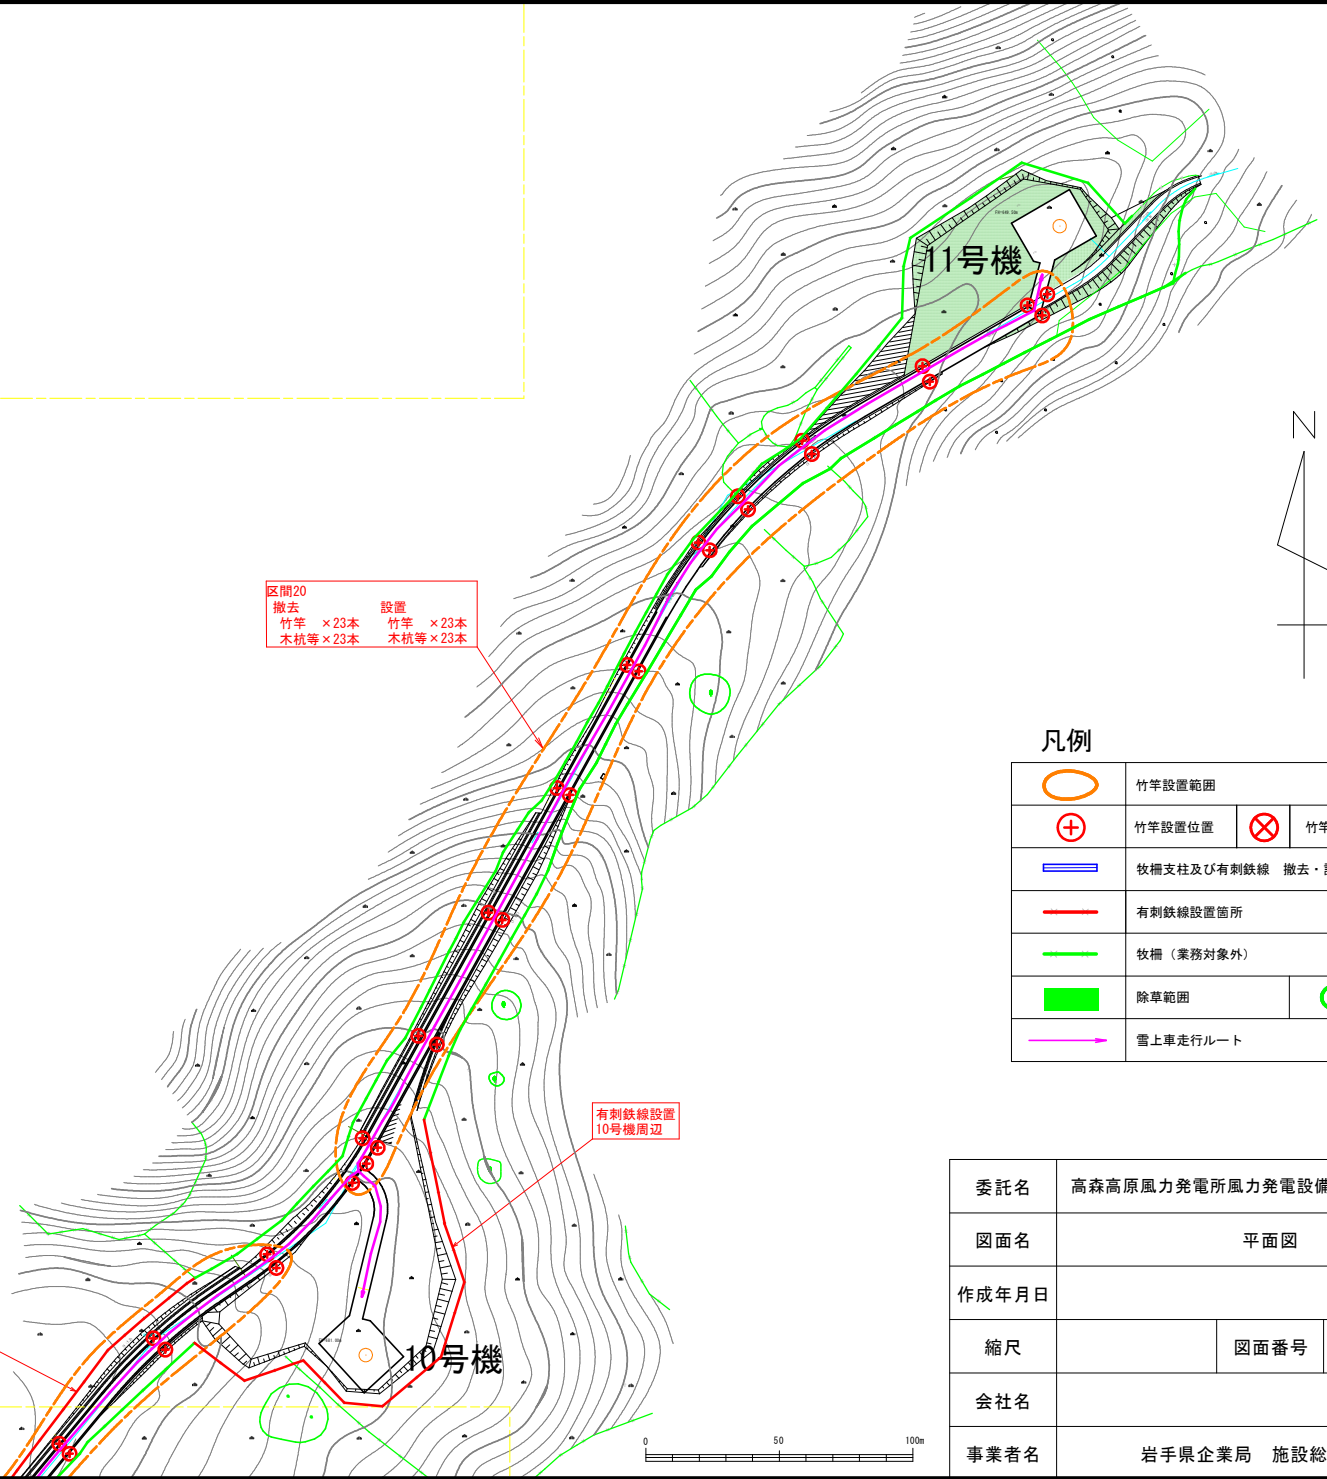 11号機
N
区間20
撤去 設置
竹竿 ×23本 竹竿 ×23本
木杭等×23本 木杭等×23本
凡例
竹竿設置範囲
竹竿設置位置 竹竿
牧柵支柱及び有刺鉄線 撤去・
有刺鉄線設置箇所
牧柵（業務対象外）
除草範囲
雪上車走行ルート
有刺鉄線設置
10号機周辺
10号機
0 50 100m
委託名 高森高原風力発電所風力発電設備
図面名 平面図
作成年月日
縮尺 図面番号
会社名
事業者名 岩手県企業局 施設総